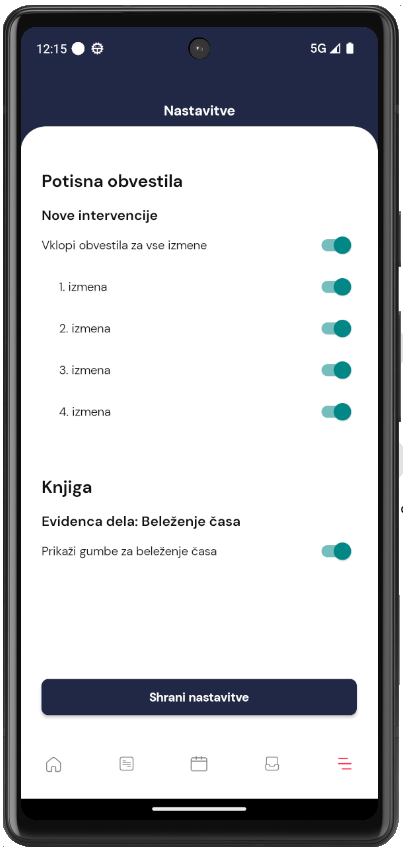 12:15 5G
Nastavitve
Potisna obvestila
Nove intervencije
Vklopi obvestila za vse izmene
1. izmena
2. izmena
3. izmena
4. izmena
Knjiga
Evidenca dela: Beleženje časa
Prikaži gumbe za beleženje časa
Shrani nastavitve